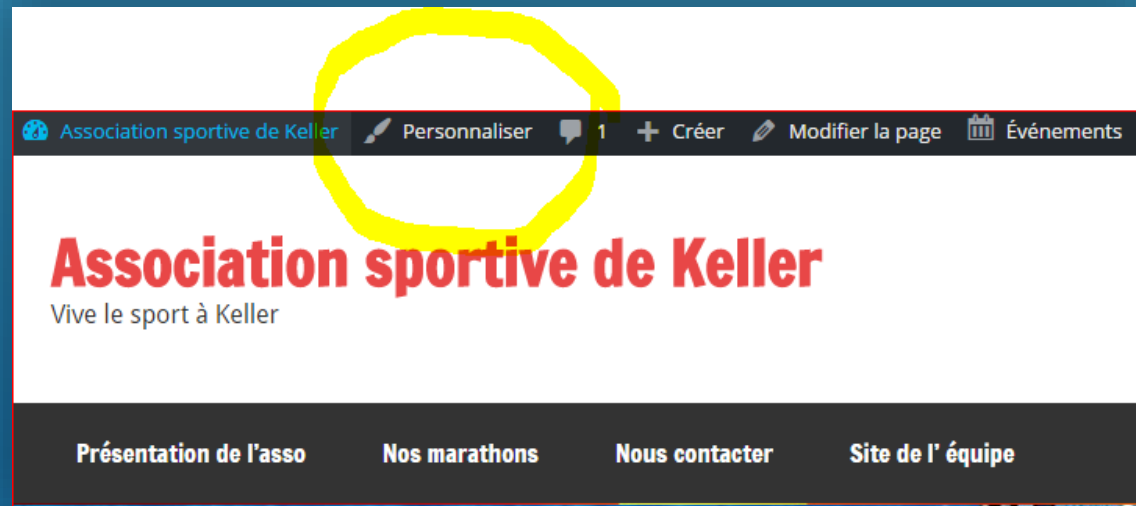 Association sportive de Keller Personnaliser 1 Créer Modifier la page Événements
Association sportive de Keller
Vive le sport à Keller
Présentation de l'asso Nos marathons Nous contacter Site de l' équipe